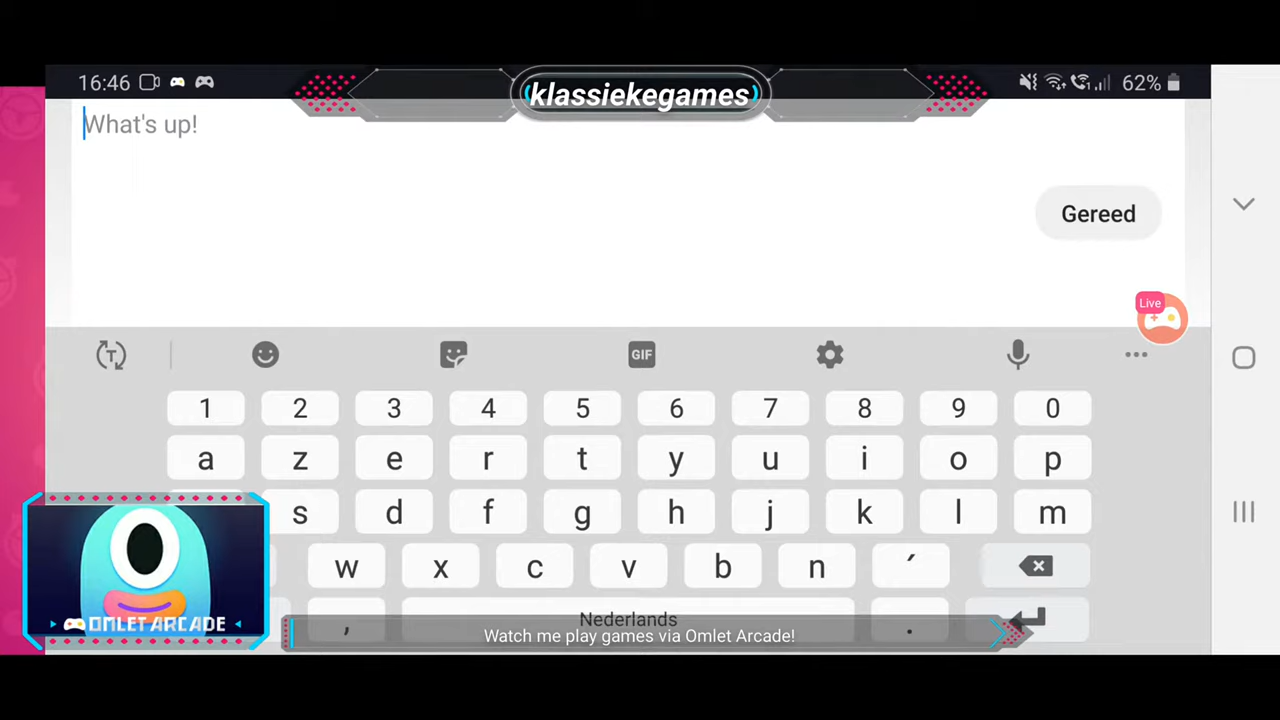 16:46
klassiekegames
62%
What's up!
Gereed
Live
T
GIF
1 2 3 4 5 6 7 8 9 0
a z e r t y u i o p
s d f g h j k l m
w x c v b n ´
, Nederlands .
OMLET ARCADE
Watch me play games via Omlet Arcade!